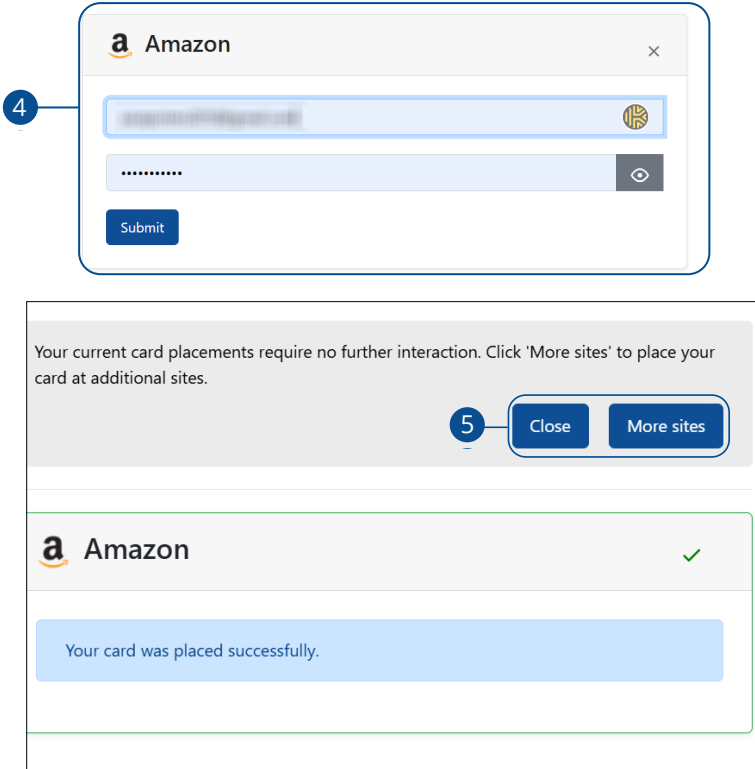 Amazon
4
•••••••••••
Submit
Your current card placements require no further interaction. Click 'More sites' to place your
card at additional sites.
5
Close
More sites
Amazon
Your card was placed successfully.